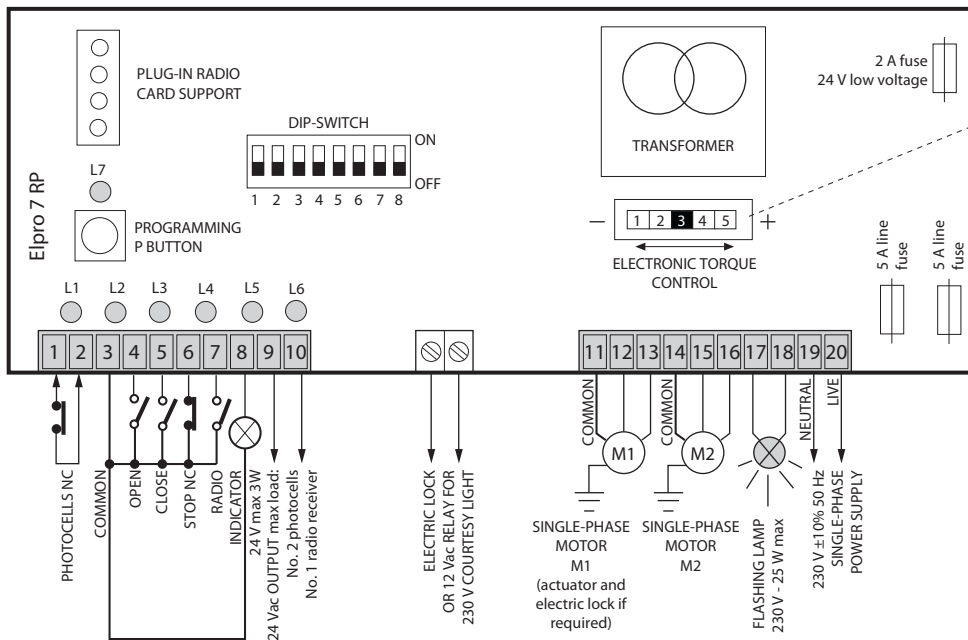 PLUG-IN RADIO
CARD SUPPORT
DIP-SWITCH
ON
OFF
1 2 3 4 5 6 7 8
TRANSFORMER
2 A fuse
24 V low voltage
Elpro 7 RP
L7
PROGRAMMING
P BUTTON
− 1 2 3 4 5 +
ELECTRONIC TORQUE
CONTROL
5 A line
fuse
5 A line
fuse
L1 L2 L3 L4 L5 L6
1 2 3 4 5 6 7 8 9 10
11 12 13 14 15 16 17 18 19 20
PHOTOCELLS NC
COMMON
OPEN
CLOSE
STOP NC
RADIO
INDICATOR
24 V max 3W
24 Vac OUTPUT max load:
No. 2 photocells
No. 1 radio receiver
ELECTRIC LOCK
OR 12 Vac RELAY FOR
230 V COURTESY LIGHT
COMMON
M1
SINGLE-PHASE
MOTOR
M1
(actuator and
electric lock if
required)
COMMON
M2
SINGLE-PHASE
MOTOR
M2
FLASHING LAMP
230 V - 25 W max
NEUTRAL
LIVE
230 V ±10% 50 Hz
SINGLE-PHASE
POWER SUPPLY